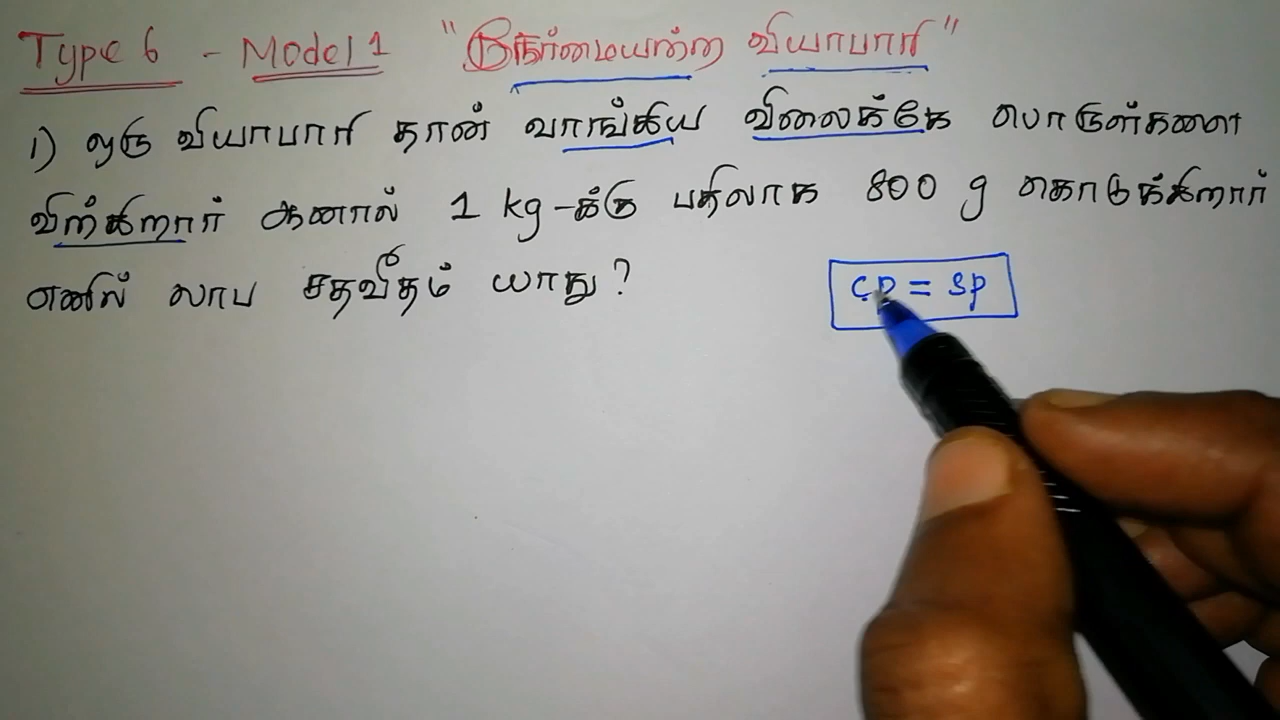 Type 6 - Model 1 "நேர்மையற்ற வியாபாரி"
1) ஒரு வியாபாரி தான் வாங்கிய விலைக்கே பொருள்களை
விற்கிறார் ஆனால் 1 kg-க்கு பதிலாக 800 g கொடுக்கிறார்
எனில் லாப சதவீதம் யாது?
CP = SP